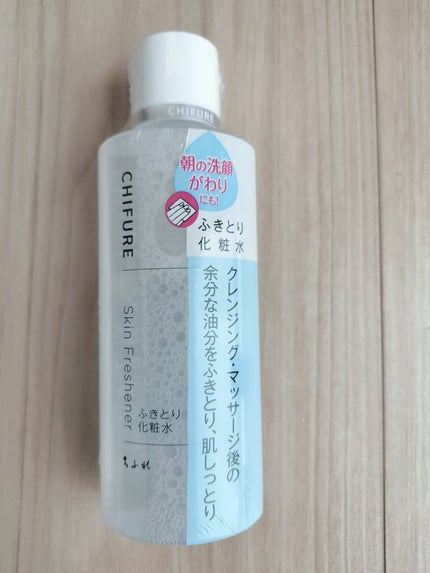 CHIFURE
朝の洗顔
がわり
にも!
ふきとり
化粧水
クレンジング・マッサージ後の
余分な油分をふきとり、肌しっとり
CHIFURE
Skin Freshener
ふきとり
化粧水
ちふれ